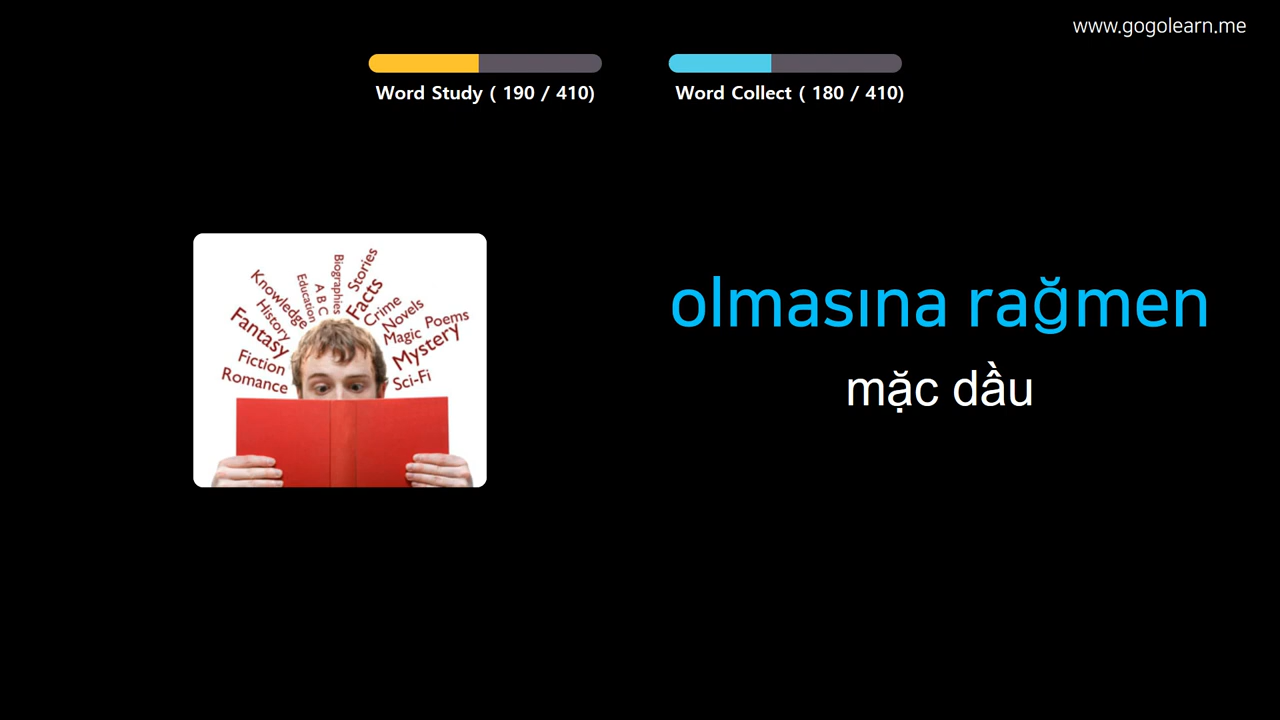 www.gogolearn.me
Word Study ( 190 / 410)
Word Collect ( 180 / 410)
olmasına rağmen
mặc dầu
Knowledge
History
Fantasy
Fiction
Romance
Education
A B C
Biographies
Stories
Facts
Crime
Novels
Magic
Poems
Mystery
Sci-Fi